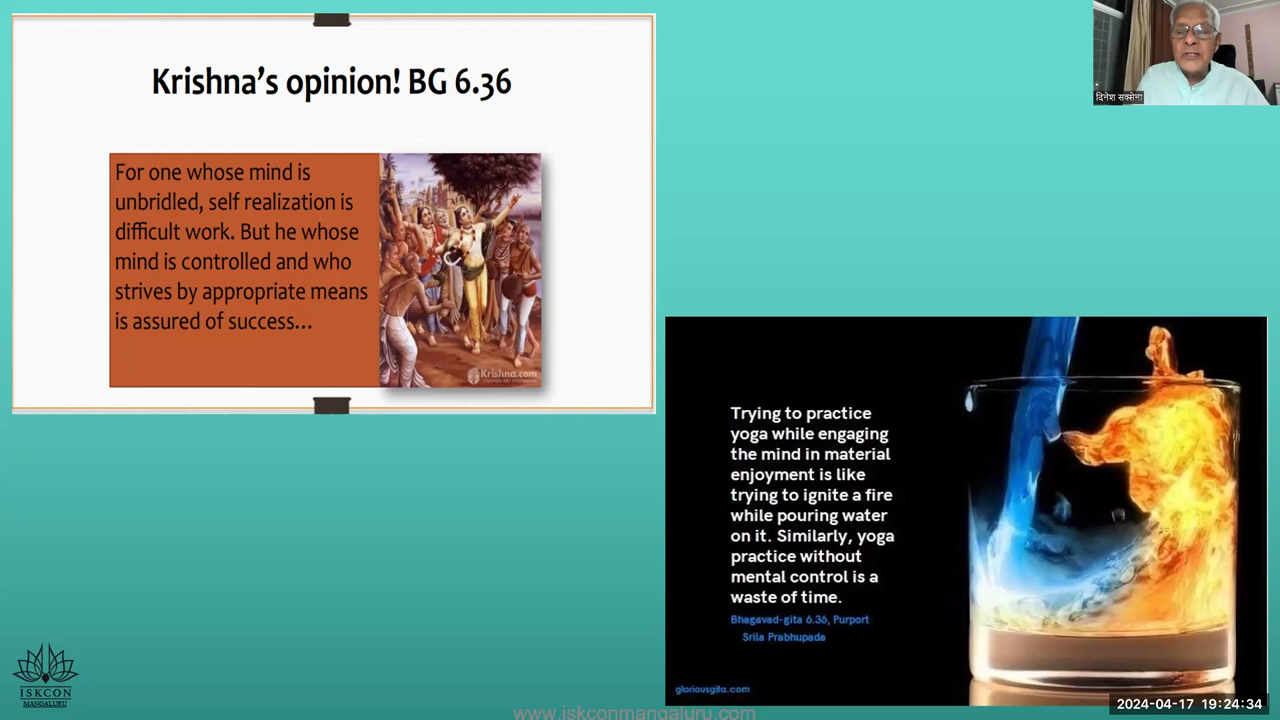 Krishna's opinion! BG 6.36
For one whose mind is
unbridled, self realization is
difficult work. But he whose
mind is controlled and who
strives by appropriate means
is assured of success...
Krishna.com
दिनेश सक्सेना
Trying to practice
yoga while engaging
the mind in material
enjoyment is like
trying to ignite a fire
while pouring water
on it. Similarly, yoga
practice without
mental control is a
waste of time.
Bhagavad-gita 6.36, Purport
Srila Prabhupada
gloriousgita.com
ISKCON
MANGALURU
2024-04-17 19:24:34
www.iskconmandaluru.com